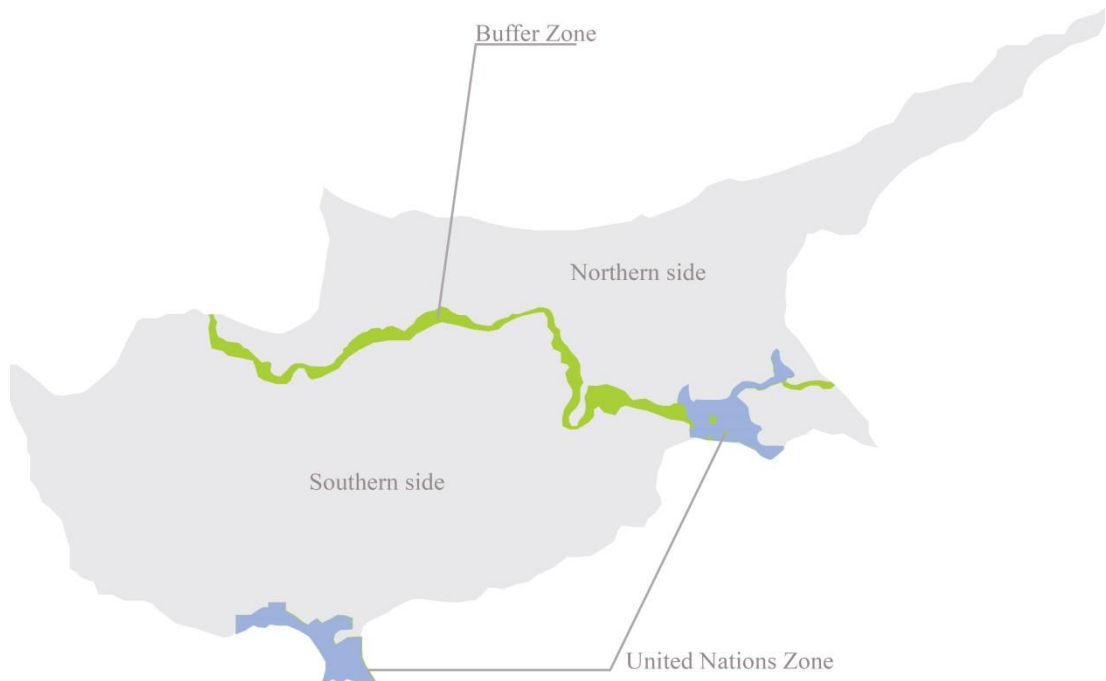 Buffer Zone
Northern side
Southern side
United Nations Zone